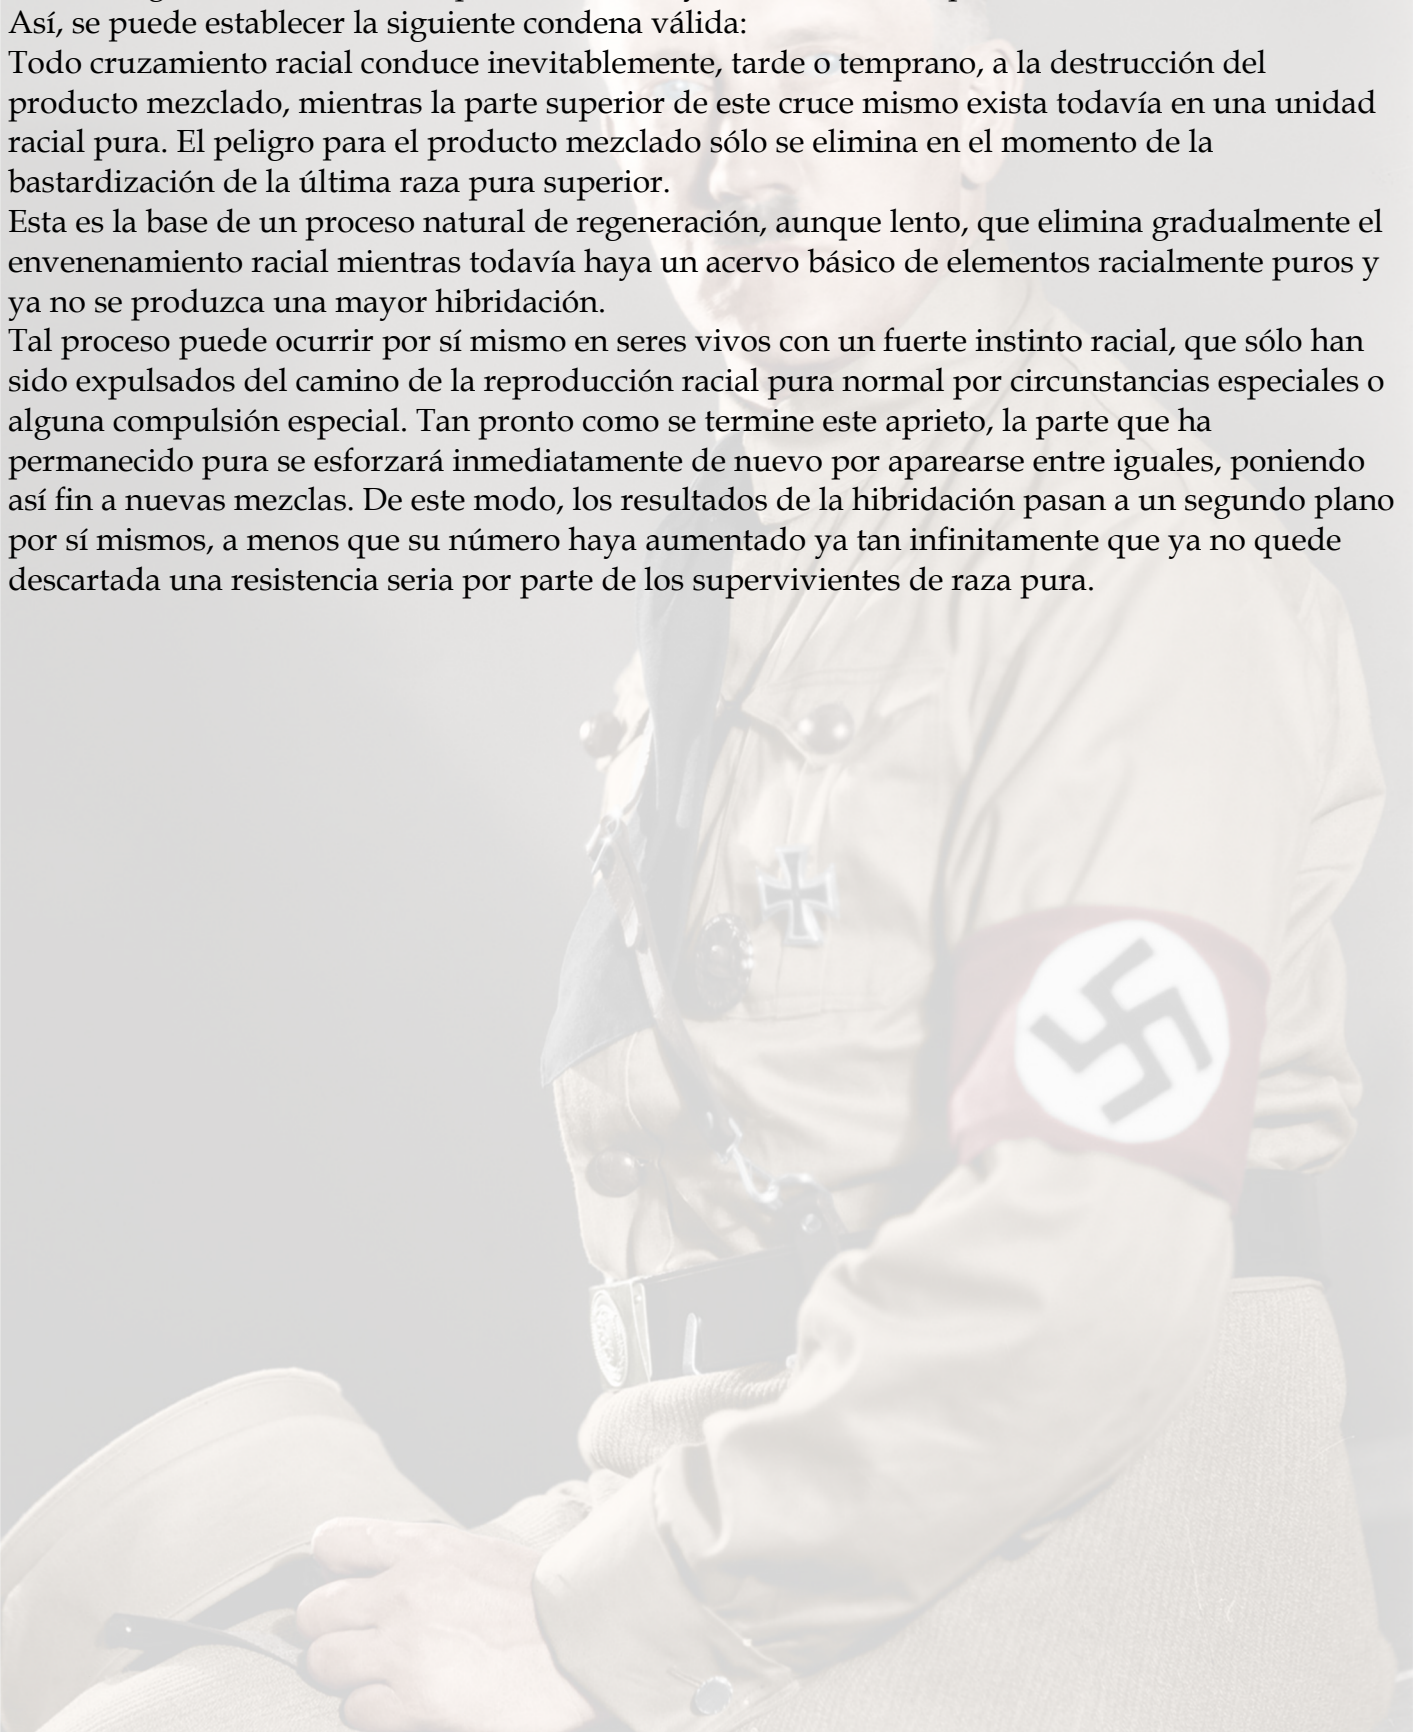 Así, se puede establecer la siguiente condena válida:
Todo cruzamiento racial conduce inevitablemente, tarde o temprano, a la destrucción del
producto mezclado, mientras la parte superior de este cruce mismo exista todavía en una unidad
racial pura. El peligro para el producto mezclado sólo se elimina en el momento de la
bastardización de la última raza pura superior.
Esta es la base de un proceso natural de regeneración, aunque lento, que elimina gradualmente el
envenenamiento racial mientras todavía haya un acervo básico de elementos racialmente puros y
ya no se produzca una mayor hibridación.
Tal proceso puede ocurrir por sí mismo en seres vivos con un fuerte instinto racial, que sólo han
sido expulsados del camino de la reproducción racial pura normal por circunstancias especiales o
alguna compulsión especial. Tan pronto como se termine este aprieto, la parte que ha
permanecido pura se esforzará inmediatamente de nuevo por aparearse entre iguales, poniendo
así fin a nuevas mezclas. De este modo, los resultados de la hibridación pasan a un segundo plano
por sí mismos, a menos que su número haya aumentado ya tan infinitamente que ya no quede
descartada una resistencia seria por parte de los supervivientes de raza pura.